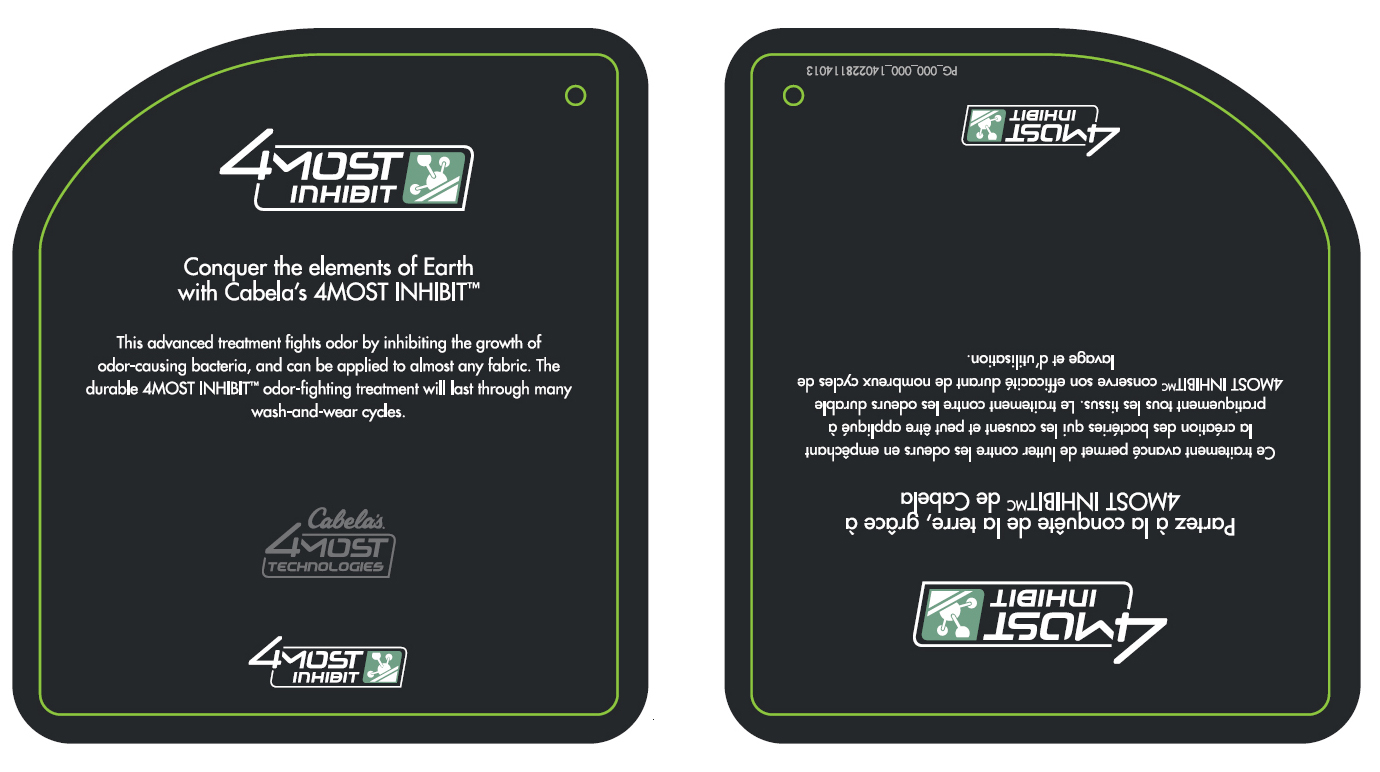 4MOST
INHIBIT
Conquer the elements of Earth
with Cabela's 4MOST INHIBIT™
This advanced treatment fights odor by inhibiting the growth of
odor-causing bacteria, and can be applied to almost any fabric. The
durable 4MOST INHIBIT™ odor-fighting treatment will last through many
wash-and-wear cycles.
Cabela's.
4MOST
TECHNOLOGIES
4MOST
INHIBIT
4MOST
INHIBIT
Partez à la conquête de la terre, grâce à
4MOST INHIBITᴹᶜ de Cabela
Ce traitement avancé permet de lutter contre les odeurs en empêchant
la création des bactéries qui les causent et peut être appliqué à
pratiquement tous les tissus. Le traitement contre les odeurs durable
4MOST INHIBITᴹᶜ conserve son efficacité durant de nombreux cycles de
lavage et d'utilisation.
4MOST
INHIBIT
PG_000_000_1402281 14013